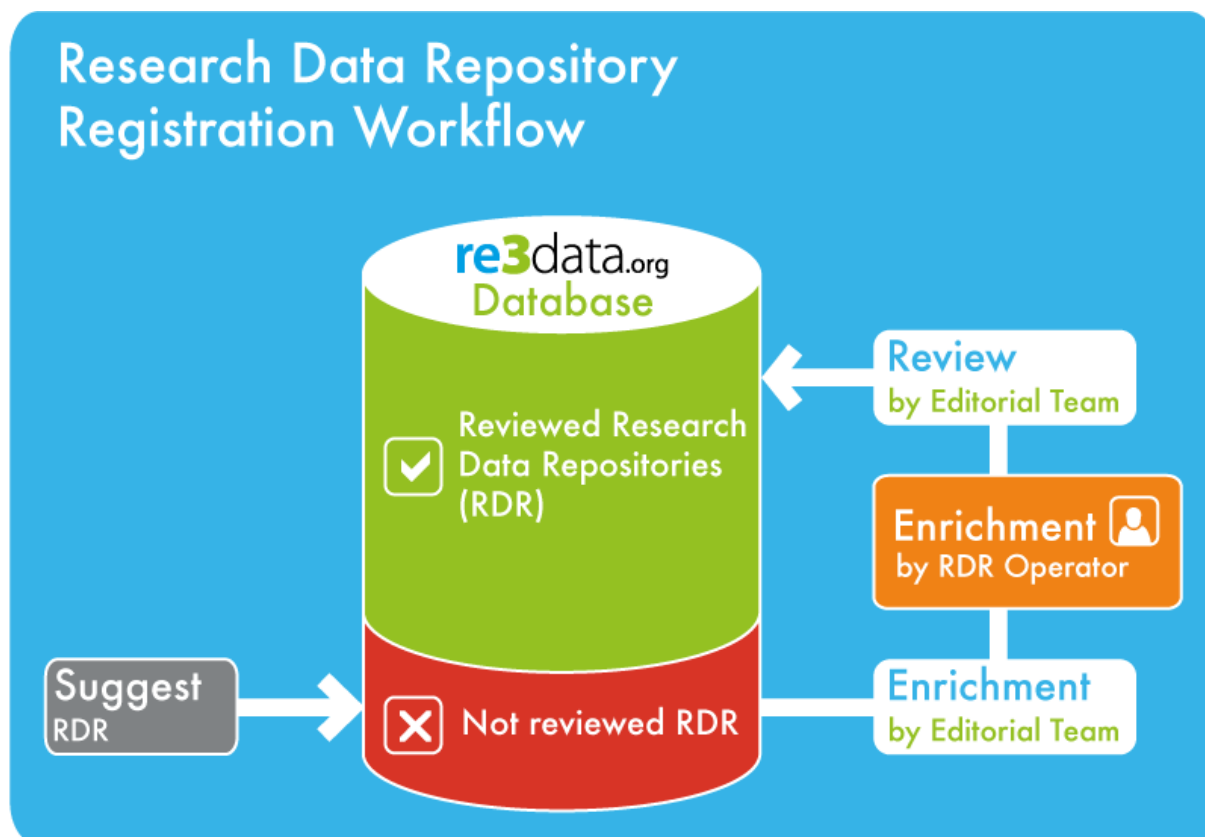 Research Data Repository
Registration Workflow
re3data.org
Database
Reviewed Research
Data Repositories
(RDR)
Suggest
RDR
Not reviewed RDR
Enrichment
by Editorial Team
Enrichment
by RDR Operator
Review
by Editorial Team